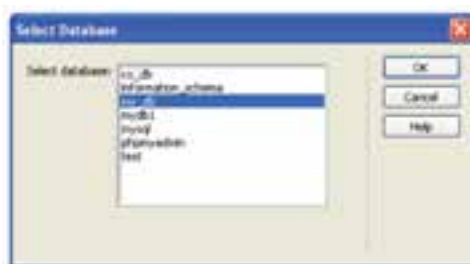 Select Database
Select database:
information_schema
mydb1
mysql
phpmyadmin
test
OK
Cancel
Help